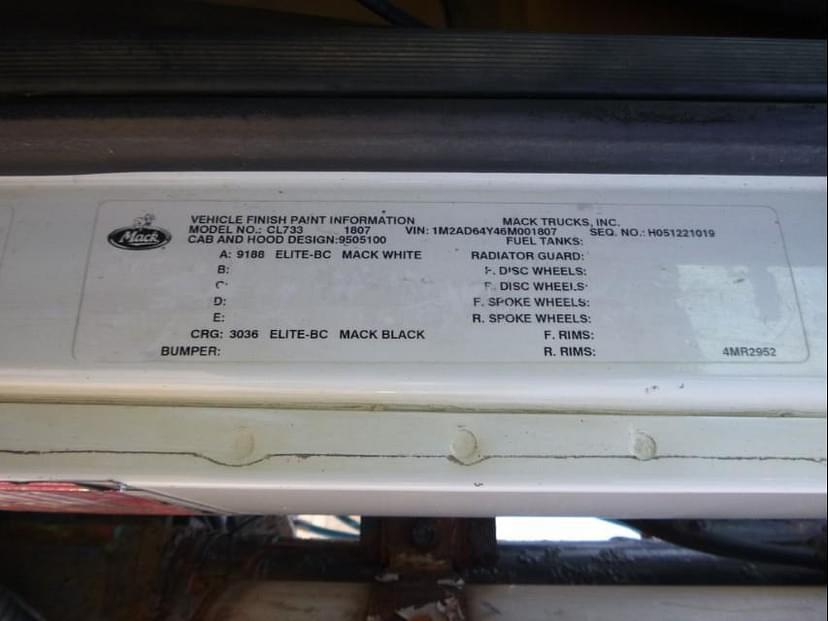 VEHICLE FINISH PAINT INFORMATION MACK TRUCKS, INC.
Mack MODEL NO.: CL733 1807 VIN: 1M2AD64Y46M001807 SEQ. NO.: H051221019
CAB AND HOOD DESIGN:9505100 FUEL TANKS:
A: 9188 ELITE-BC MACK WHITE RADIATOR GUARD:
B: F. DISC WHEELS:
C: R. DISC WHEELS:
D: F. SPOKE WHEELS:
E: R. SPOKE WHEELS:
CRG: 3036 ELITE-BC MACK BLACK F. RIMS:
BUMPER: R. RIMS: 4MR2952